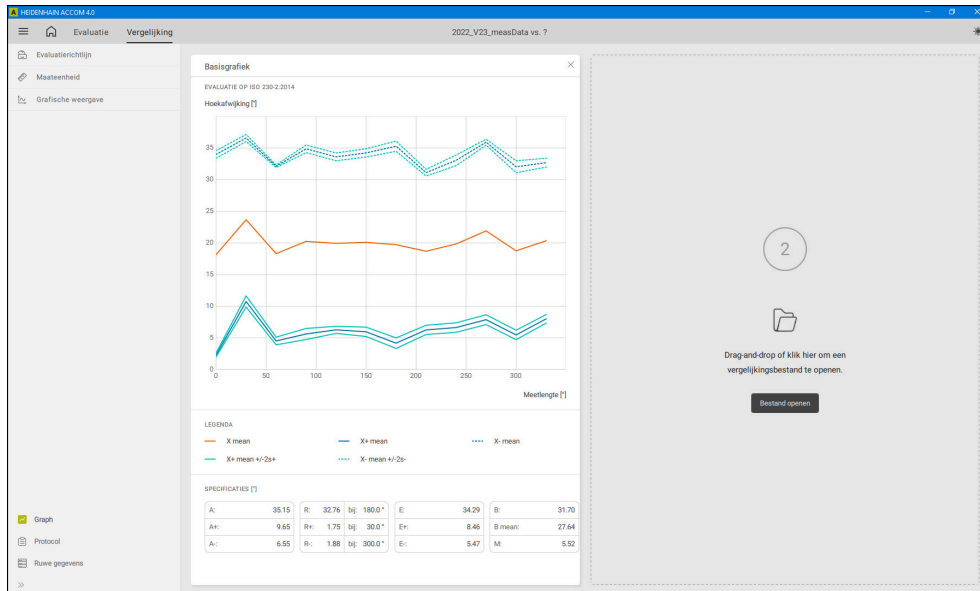 HEIDENHAIN ACCOM 4.0
Evaluatie
Vergelijking
2022_V23_measData vs. ?
Evaluatierichtlijn
Maateenheid
Grafische weergave
Basisgrafiek
EVALUATIE OP ISO 230-2:2014
Hoekafwijking ["]
35
30
25
20
15
10
5
0
0 50 100 150 200 250 300
Meetlengte [°]
LEGENDA
X mean X+ mean X- mean
X+ mean +/-2s+ X- mean +/-2s-
SPECIFICATIES ["]
A: 35.15 R: 32.76 bij: 180.0 ° E: 34.29 B: 31.70
A+: 9.65 R+: 1.75 bij: 30.0 ° E+: 8.46 B mean: 27.64
A-: 6.55 R-: 1.88 bij: 300.0 ° E-: 5.47 M: 5.52
2
Drag-and-drop of klik hier om een
vergelijkingsbestand te openen.
Bestand openen
Graph
Protocol
Ruwe gegevens